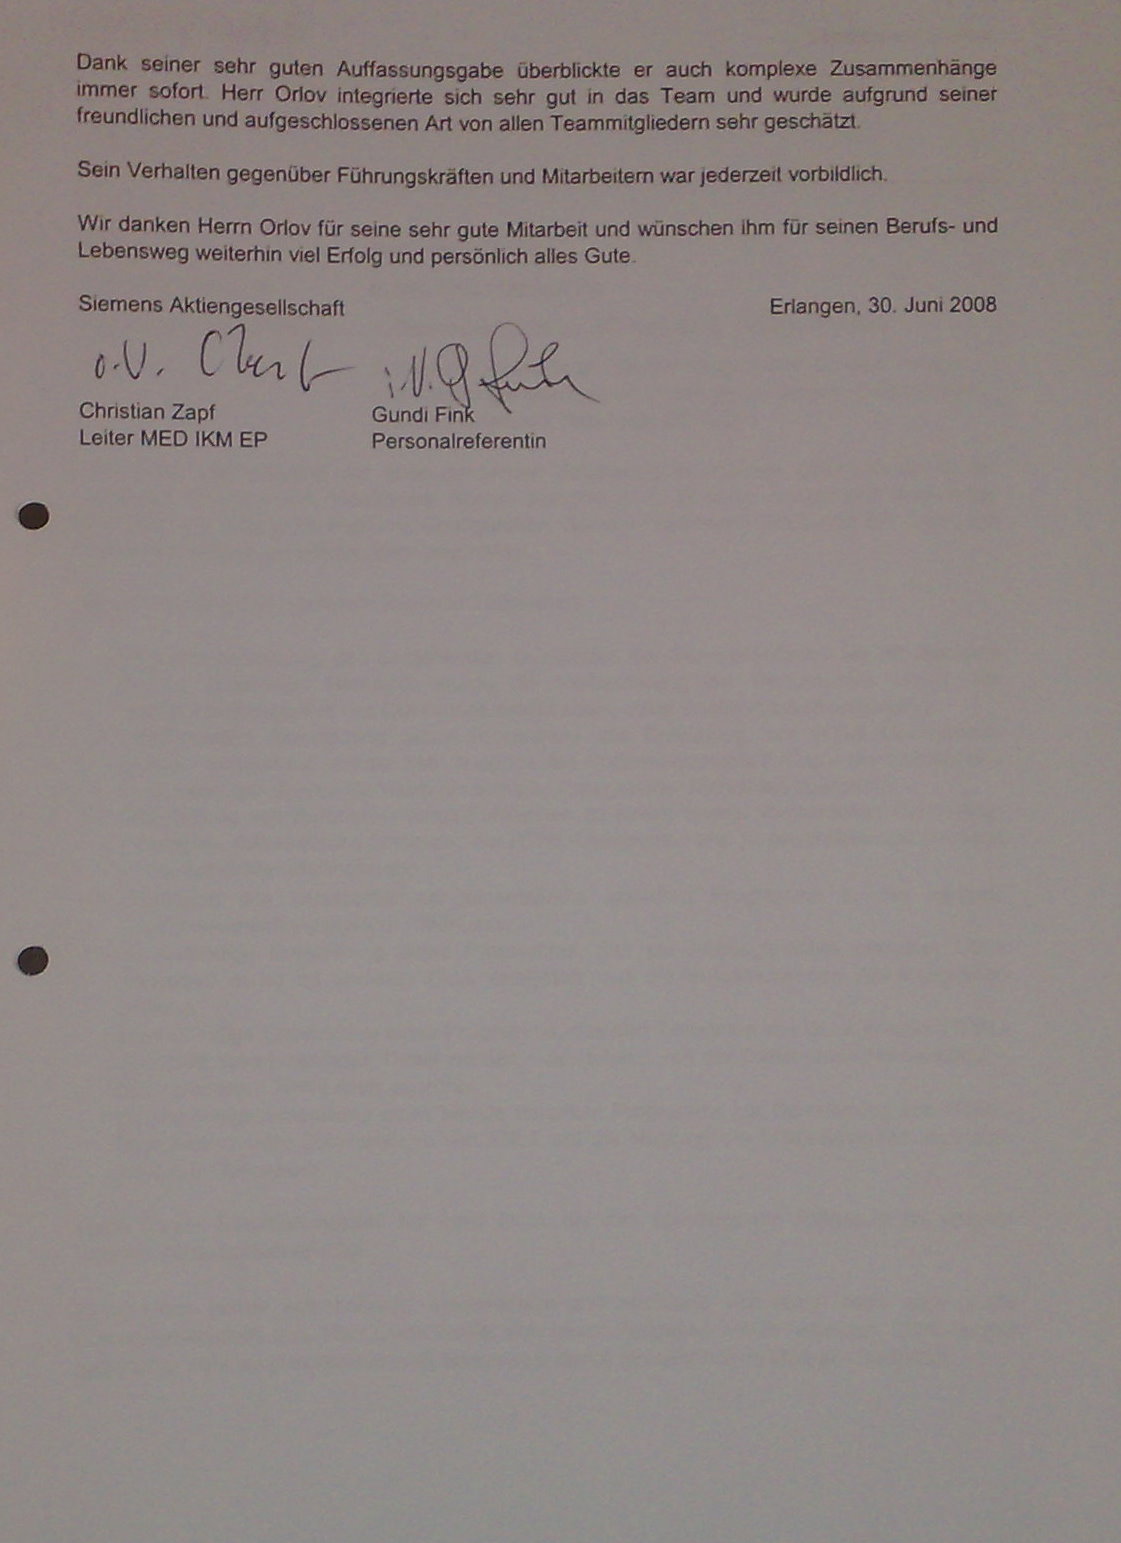 Dank seiner sehr guten Auffassungsgabe überblickte er auch komplexe Zusammenhänge
immer sofort. Herr Orlov integrierte sich sehr gut in das Team und wurde aufgrund seiner
freundlichen und aufgeschlossenen Art von allen Teammitgliedern sehr geschätzt.
Sein Verhalten gegenüber Führungskräften und Mitarbeitern war jederzeit vorbildlich.
Wir danken Herrn Orlov für seine sehr gute Mitarbeit und wünschen ihm für seinen Berufs- und
Lebensweg weiterhin viel Erfolg und persönlich alles Gute.
Siemens Aktiengesellschaft Erlangen, 30. Juni 2008
Christian Zapf Gundi Fink
Leiter MED IKM EP Personalreferentin